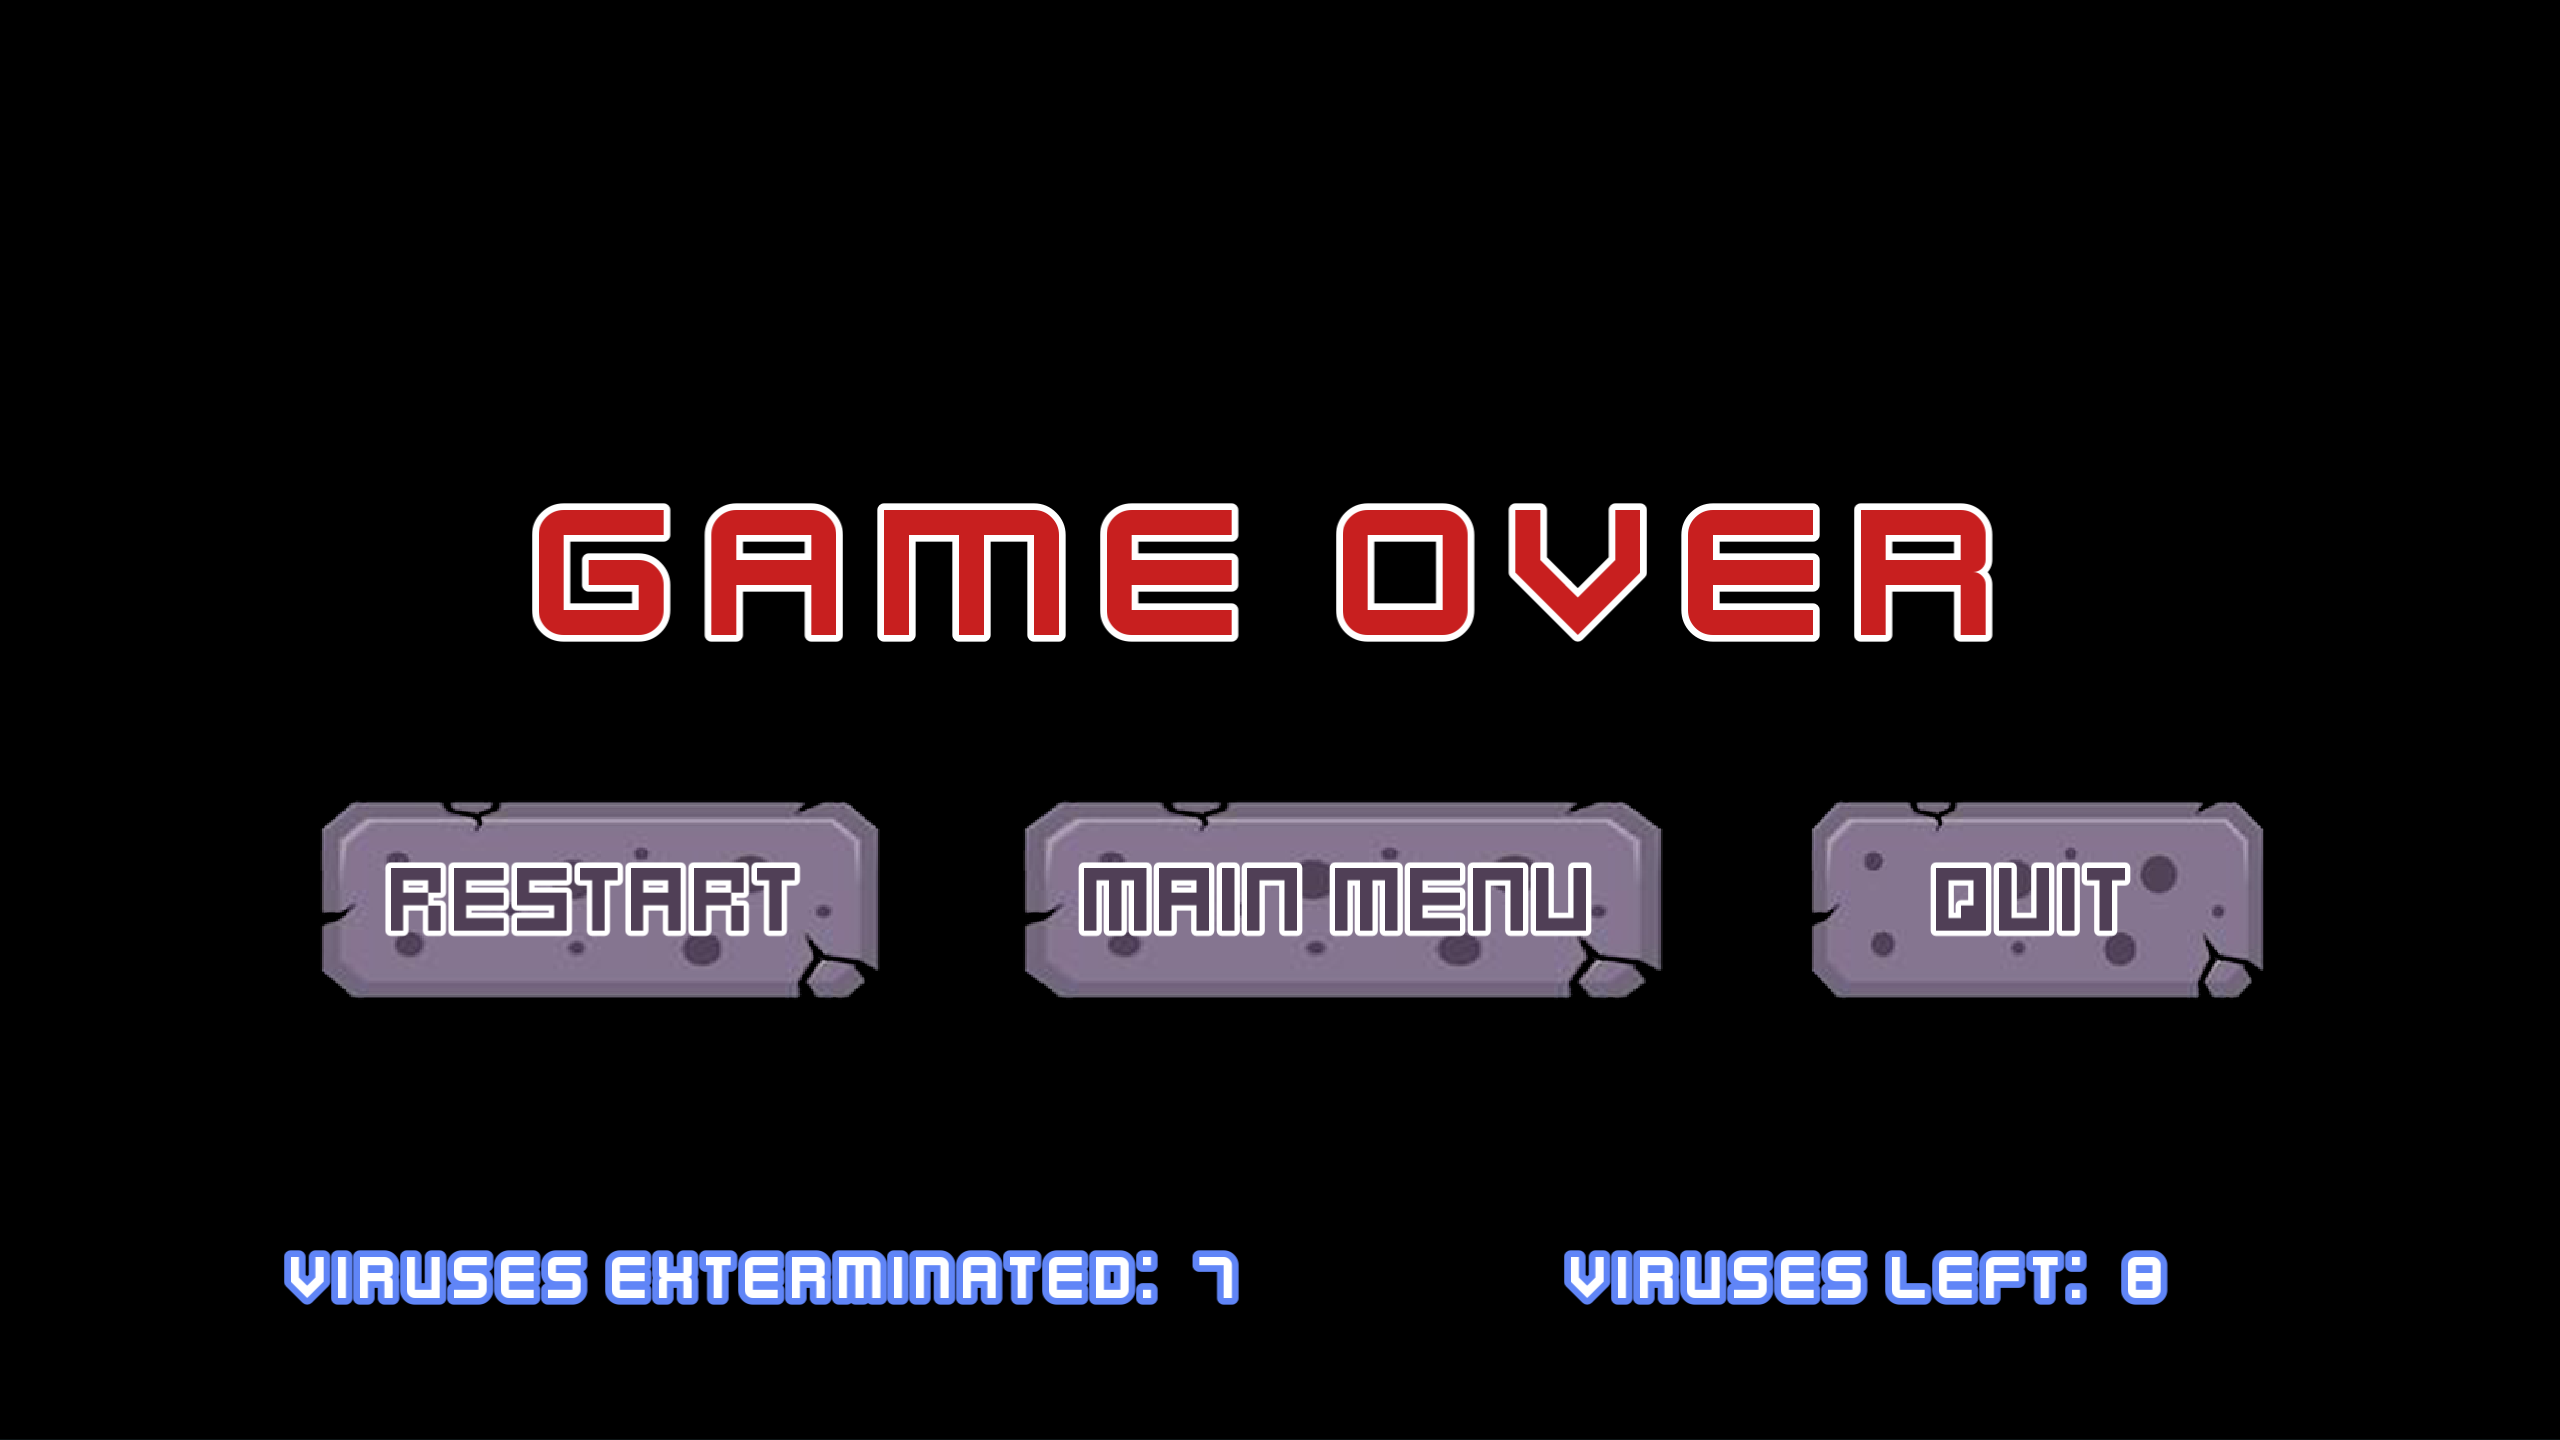 GAME OVER
RESTART MAIN MENU QUIT
VIRUSES EXTERMINATED: 7 VIRUSES LEFT: 8